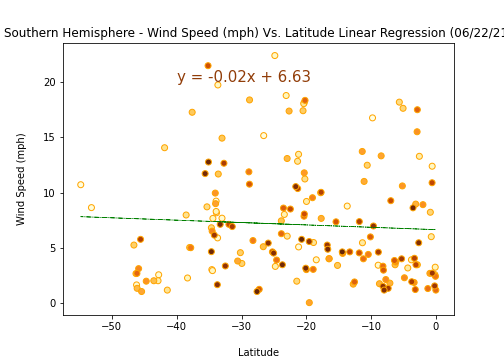 Southern Hemisphere - Wind Speed (mph) Vs. Latitude Linear Regression (06/22/21
y = -0.02x + 6.63
20
15
10
5
0
Wind Speed (mph)
−50 −40 −30 −20 −10 0
Latitude